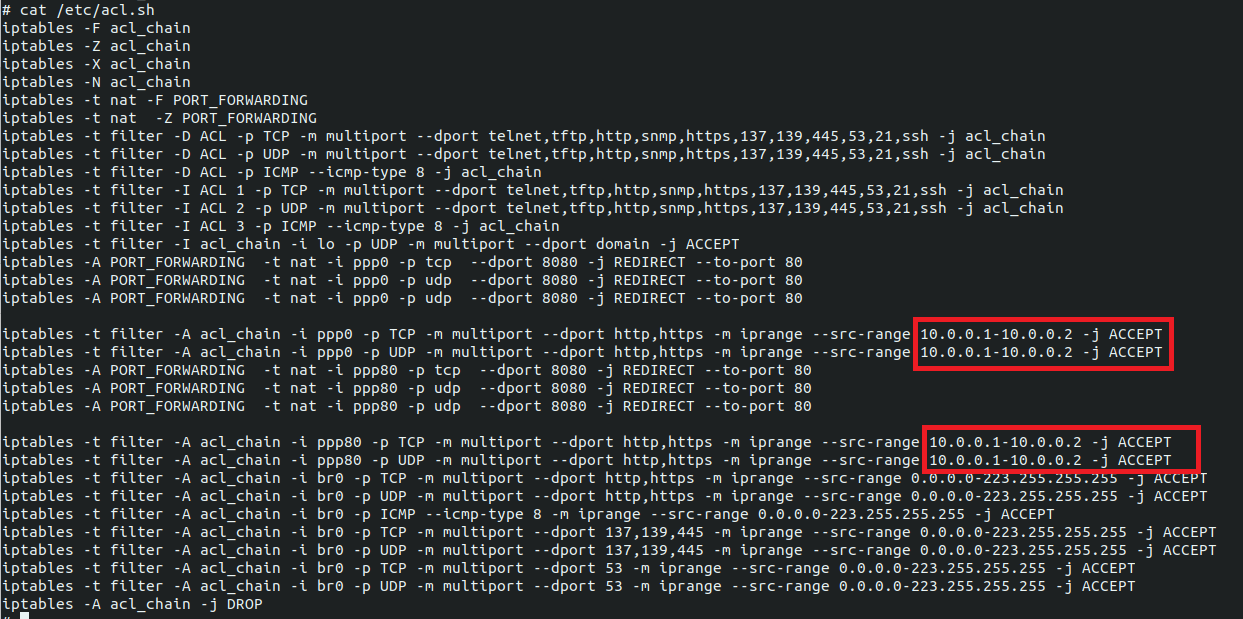 # cat /etc/acl.sh
iptables -F acl_chain
iptables -Z acl_chain
iptables -X acl_chain
iptables -N acl_chain
iptables -t nat -F PORT_FORWARDING
iptables -t nat  -Z PORT_FORWARDING
iptables -t filter -D ACL -p TCP -m multiport --dport telnet,tftp,http,snmp,https,137,139,445,53,21,ssh -j acl_chain
iptables -t filter -D ACL -p UDP -m multiport --dport telnet,tftp,http,snmp,https,137,139,445,53,21,ssh -j acl_chain
iptables -t filter -D ACL -p ICMP --icmp-type 8 -j acl_chain
iptables -t filter -I ACL 1 -p TCP -m multiport --dport telnet,tftp,http,snmp,https,137,139,445,53,21,ssh -j acl_chain
iptables -t filter -I ACL 2 -p UDP -m multiport --dport telnet,tftp,http,snmp,https,137,139,445,53,21,ssh -j acl_chain
iptables -t filter -I ACL 3 -p ICMP --icmp-type 8 -j acl_chain
iptables -t filter -I acl_chain -i lo -p UDP -m multiport --dport domain -j ACCEPT
iptables -A PORT_FORWARDING  -t nat -i ppp0 -p tcp  --dport 8080 -j REDIRECT --to-port 80
iptables -A PORT_FORWARDING  -t nat -i ppp0 -p udp  --dport 8080 -j REDIRECT --to-port 80
iptables -A PORT_FORWARDING  -t nat -i ppp0 -p udp  --dport 8080 -j REDIRECT --to-port 80
iptables -t filter -A acl_chain -i ppp0 -p TCP -m multiport --dport http,https -m iprange --src-range 10.0.0.1-10.0.0.2 -j ACCEPT
iptables -t filter -A acl_chain -i ppp0 -p UDP -m multiport --dport http,https -m iprange --src-range 10.0.0.1-10.0.0.2 -j ACCEPT
iptables -A PORT_FORWARDING  -t nat -i ppp80 -p tcp  --dport 8080 -j REDIRECT --to-port 80
iptables -A PORT_FORWARDING  -t nat -i ppp80 -p udp  --dport 8080 -j REDIRECT --to-port 80
iptables -A PORT_FORWARDING  -t nat -i ppp80 -p udp  --dport 8080 -j REDIRECT --to-port 80
iptables -t filter -A acl_chain -i ppp80 -p TCP -m multiport --dport http,https -m iprange --src-range 10.0.0.1-10.0.0.2 -j ACCEPT
iptables -t filter -A acl_chain -i ppp80 -p UDP -m multiport --dport http,https -m iprange --src-range 10.0.0.1-10.0.0.2 -j ACCEPT
iptables -t filter -A acl_chain -i br0 -p TCP -m multiport --dport http,https -m iprange --src-range 0.0.0.0-223.255.255.255 -j ACCEPT
iptables -t filter -A acl_chain -i br0 -p UDP -m multiport --dport http,https -m iprange --src-range 0.0.0.0-223.255.255.255 -j ACCEPT
iptables -t filter -A acl_chain -i br0 -p ICMP --icmp-type 8 -m iprange --src-range 0.0.0.0-223.255.255.255 -j ACCEPT
iptables -t filter -A acl_chain -i br0 -p TCP -m multiport --dport 137,139,445 -m iprange --src-range 0.0.0.0-223.255.255.255 -j ACCEPT
iptables -t filter -A acl_chain -i br0 -p UDP -m multiport --dport 137,139,445 -m iprange --src-range 0.0.0.0-223.255.255.255 -j ACCEPT
iptables -t filter -A acl_chain -i br0 -p TCP -m multiport --dport 53 -m iprange --src-range 0.0.0.0-223.255.255.255 -j ACCEPT
iptables -t filter -A acl_chain -i br0 -p UDP -m multiport --dport 53 -m iprange --src-range 0.0.0.0-223.255.255.255 -j ACCEPT
iptables -A acl_chain -j DROP
#